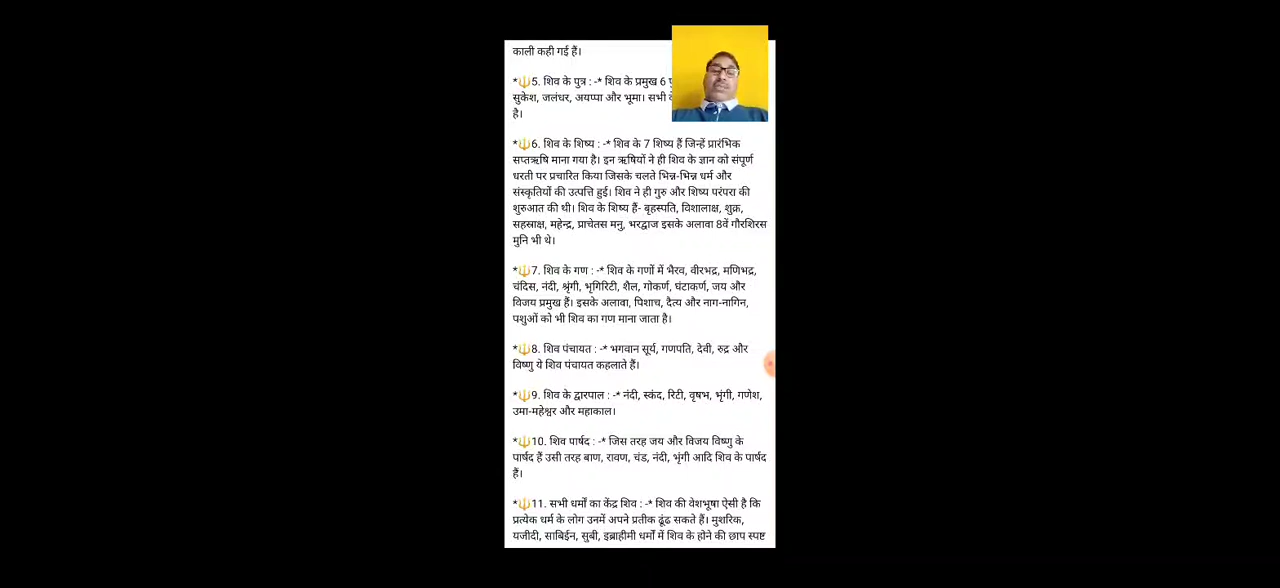 काली कही गई हैं।
*🔱5. शिव के पुत्र : -* शिव के प्रमुख 6
सुकेश, जलंधर, अयप्पा और भूमा। सभी
है।
*🔱6. शिव के शिष्य : -* शिव के 7 शिष्य हैं जिन्हें प्रारंभिक
सप्तऋषि माना गया है। इन ऋषियों ने ही शिव के ज्ञान को संपूर्ण
धरती पर प्रचारित किया जिसके चलते भिन्न-भिन्न धर्म और
संस्कृतियों की उत्पत्ति हुई। शिव ने ही गुरु और शिष्य परंपरा की
शुरुआत की थी। शिव के शिष्य हैं- बृहस्पति, विशालाक्ष, शुक्र,
सहस्राक्ष, महेन्द्र, प्राचेतस मनु, भरद्वाज इसके अलावा 8वें गौरशिरस
मुनि भी थे।
*🔱7. शिव के गण : -* शिव के गणों में भैरव, वीरभद्र, मणिभद्र,
चंदिस, नंदी, श्रृंगी, भृगिरिटी, शैल, गोकर्ण, घंटाकर्ण, जय और
विजय प्रमुख हैं। इसके अलावा, पिशाच, दैत्य और नाग-नागिन,
पशुओं को भी शिव का गण माना जाता है।
*🔱8. शिव पंचायत : -* भगवान सूर्य, गणपति, देवी, रुद्र और
विष्णु ये शिव पंचायत कहलाते हैं।
*🔱9. शिव के द्वारपाल : -* नंदी, स्कंद, रिटी, वृषभ, भृंगी, गणेश,
उमा-महेश्वर और महाकाल।
*🔱10. शिव पार्षद : -* जिस तरह जय और विजय विष्णु के
पार्षद हैं उसी तरह बाण, रावण, चंड, नंदी, भृंगी आदि शिव के पार्षद
हैं।
*🔱11. सभी धर्मों का केंद्र शिव : -* शिव की वेशभूषा ऐसी है कि
प्रत्येक धर्म के लोग उनमें अपने प्रतीक ढूंढ सकते हैं। मुशरिक,
यजीदी, साबिईन, सुबी, इब्राहीमी धर्मों में शिव के होने की छाप स्पष्ट